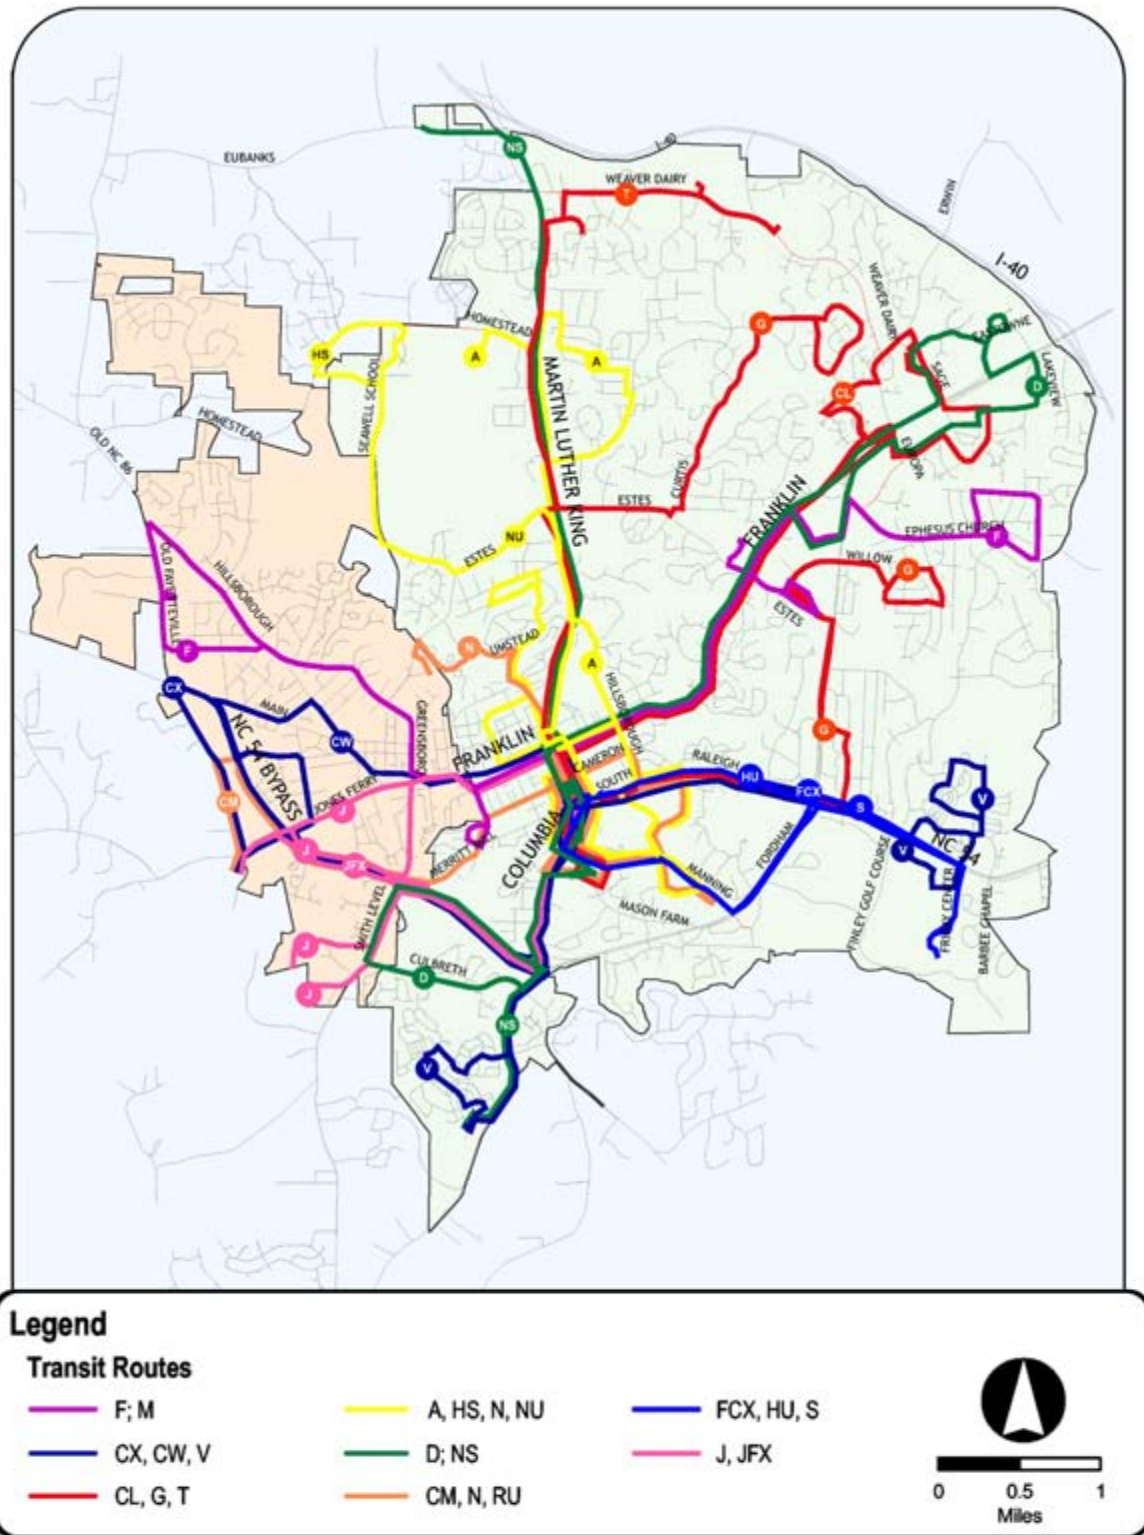 I-40
EUBANKS
NS
WEAVER DAIRY
T
ERWIN
I-40
WEAVER DAIRY
HOMESTEAD
G
HS
A
A
SAGE
LAKEVIEW
D
CL
SEAWELL SCHOOL
MARTIN LUTHER KING
HOMESTEAD
OLD NC 86
EUROPA
CURTIS
ESTES
FRANKLIN
NU
EPHESUS CHURCH
F
ESTES
WILLOW
G
OLD FAYETTEVILLE
HILLSBOROUGH
ESTES
UMSTEAD
N
F
A
HILLSBOROUGH
CX
MAIN
GREENSBORO
CW
NC 54 BYPASS
FRANKLIN
G
CAMERON
RALEIGH
SOUTH
HU
FCX
S
V
CM
JONES FERRY
J
COLUMBIA
MERRITT MILL
FORDHAM
NC 54
V
J
JFX
MANNING
FINLEY GOLF COURSE
FRIDAY CENTER
BARBEE CHAPEL
SMITH LEVEL
MASON FARM
J
CULBRETH
D
J
NS
V
Legend
Transit Routes
F; M
A, HS, N, NU
FCX, HU, S
CX, CW, V
D; NS
J, JFX
CL, G, T
CM, N, RU
0 0.5 1
Miles